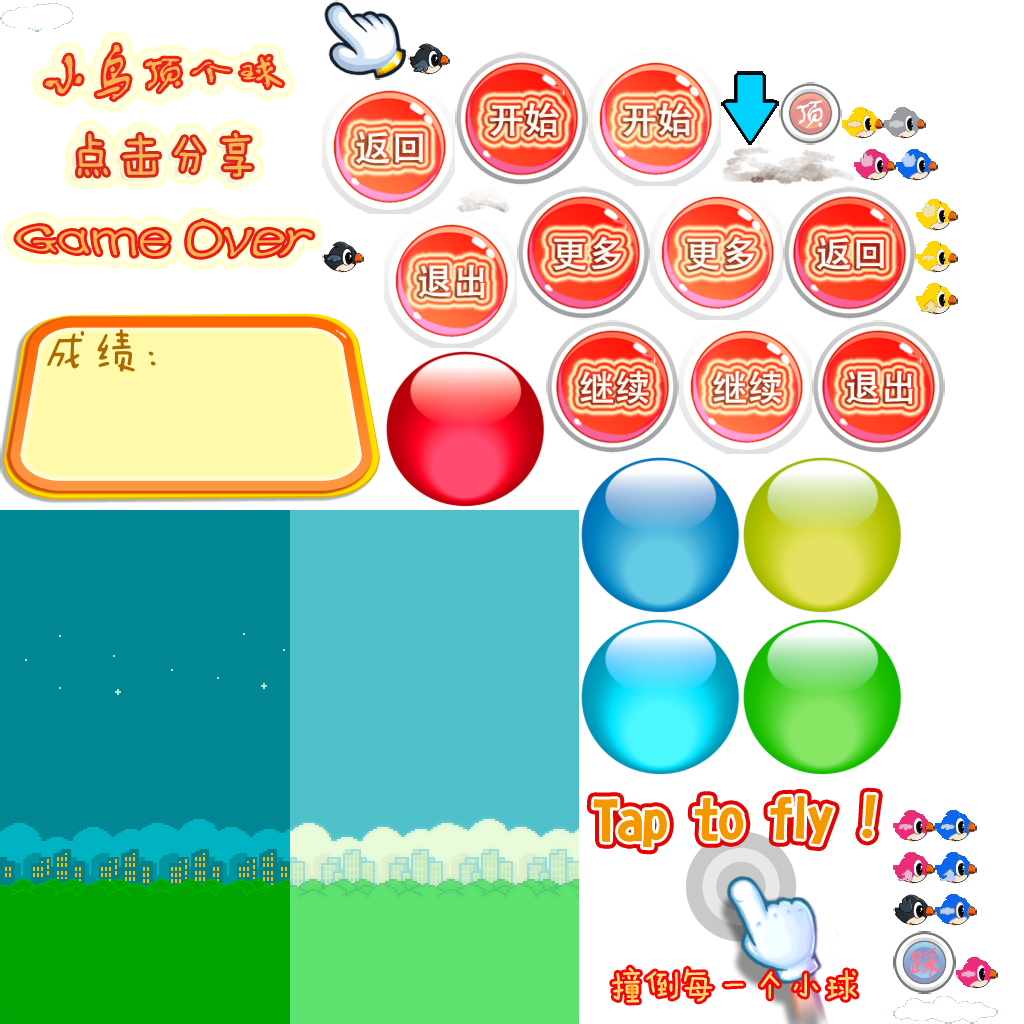 小鸟顶个球
点击分享
Game Over
成绩：
返回
开始
开始
顶
退出
更多
更多
返回
继续
继续
退出
Tap to fly !
撞倒每一个小球
踩